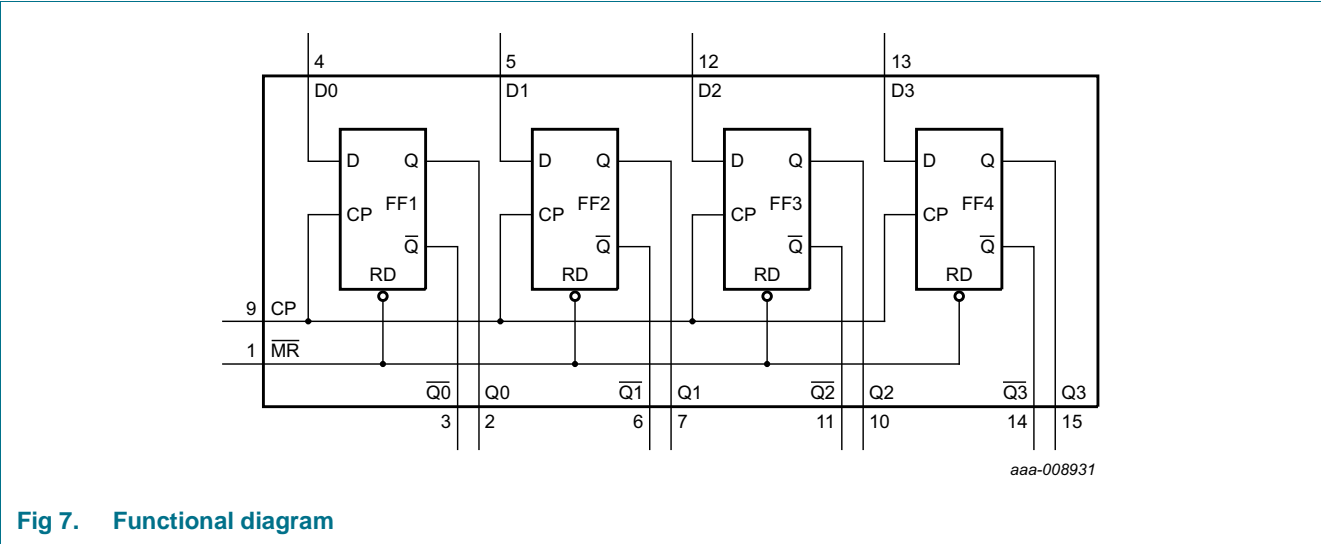 4 5 12 13
D0 D1 D2 D3
D Q D Q D Q D Q
FF1 FF2 FF3 FF4
CP CP CP CP
Q̅ Q̅ Q̅ Q̅
RD RD RD RD
9 CP
1 M̅R̅
Q̅0̅ Q0 Q̅1̅ Q1 Q̅2̅ Q2 Q̅3̅ Q3
3 2 6 7 11 10 14 15
aaa-008931
Fig 7. Functional diagram